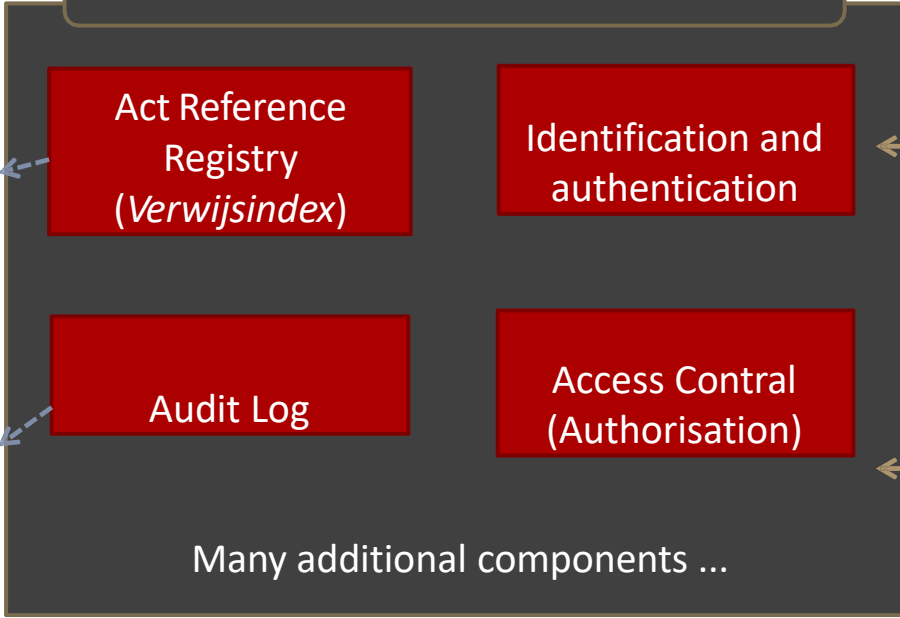 Act Reference
Registry
(Verwijsindex)
Identification and
authentication
Audit Log
Access Contral
(Authorisation)
Many additional components ...